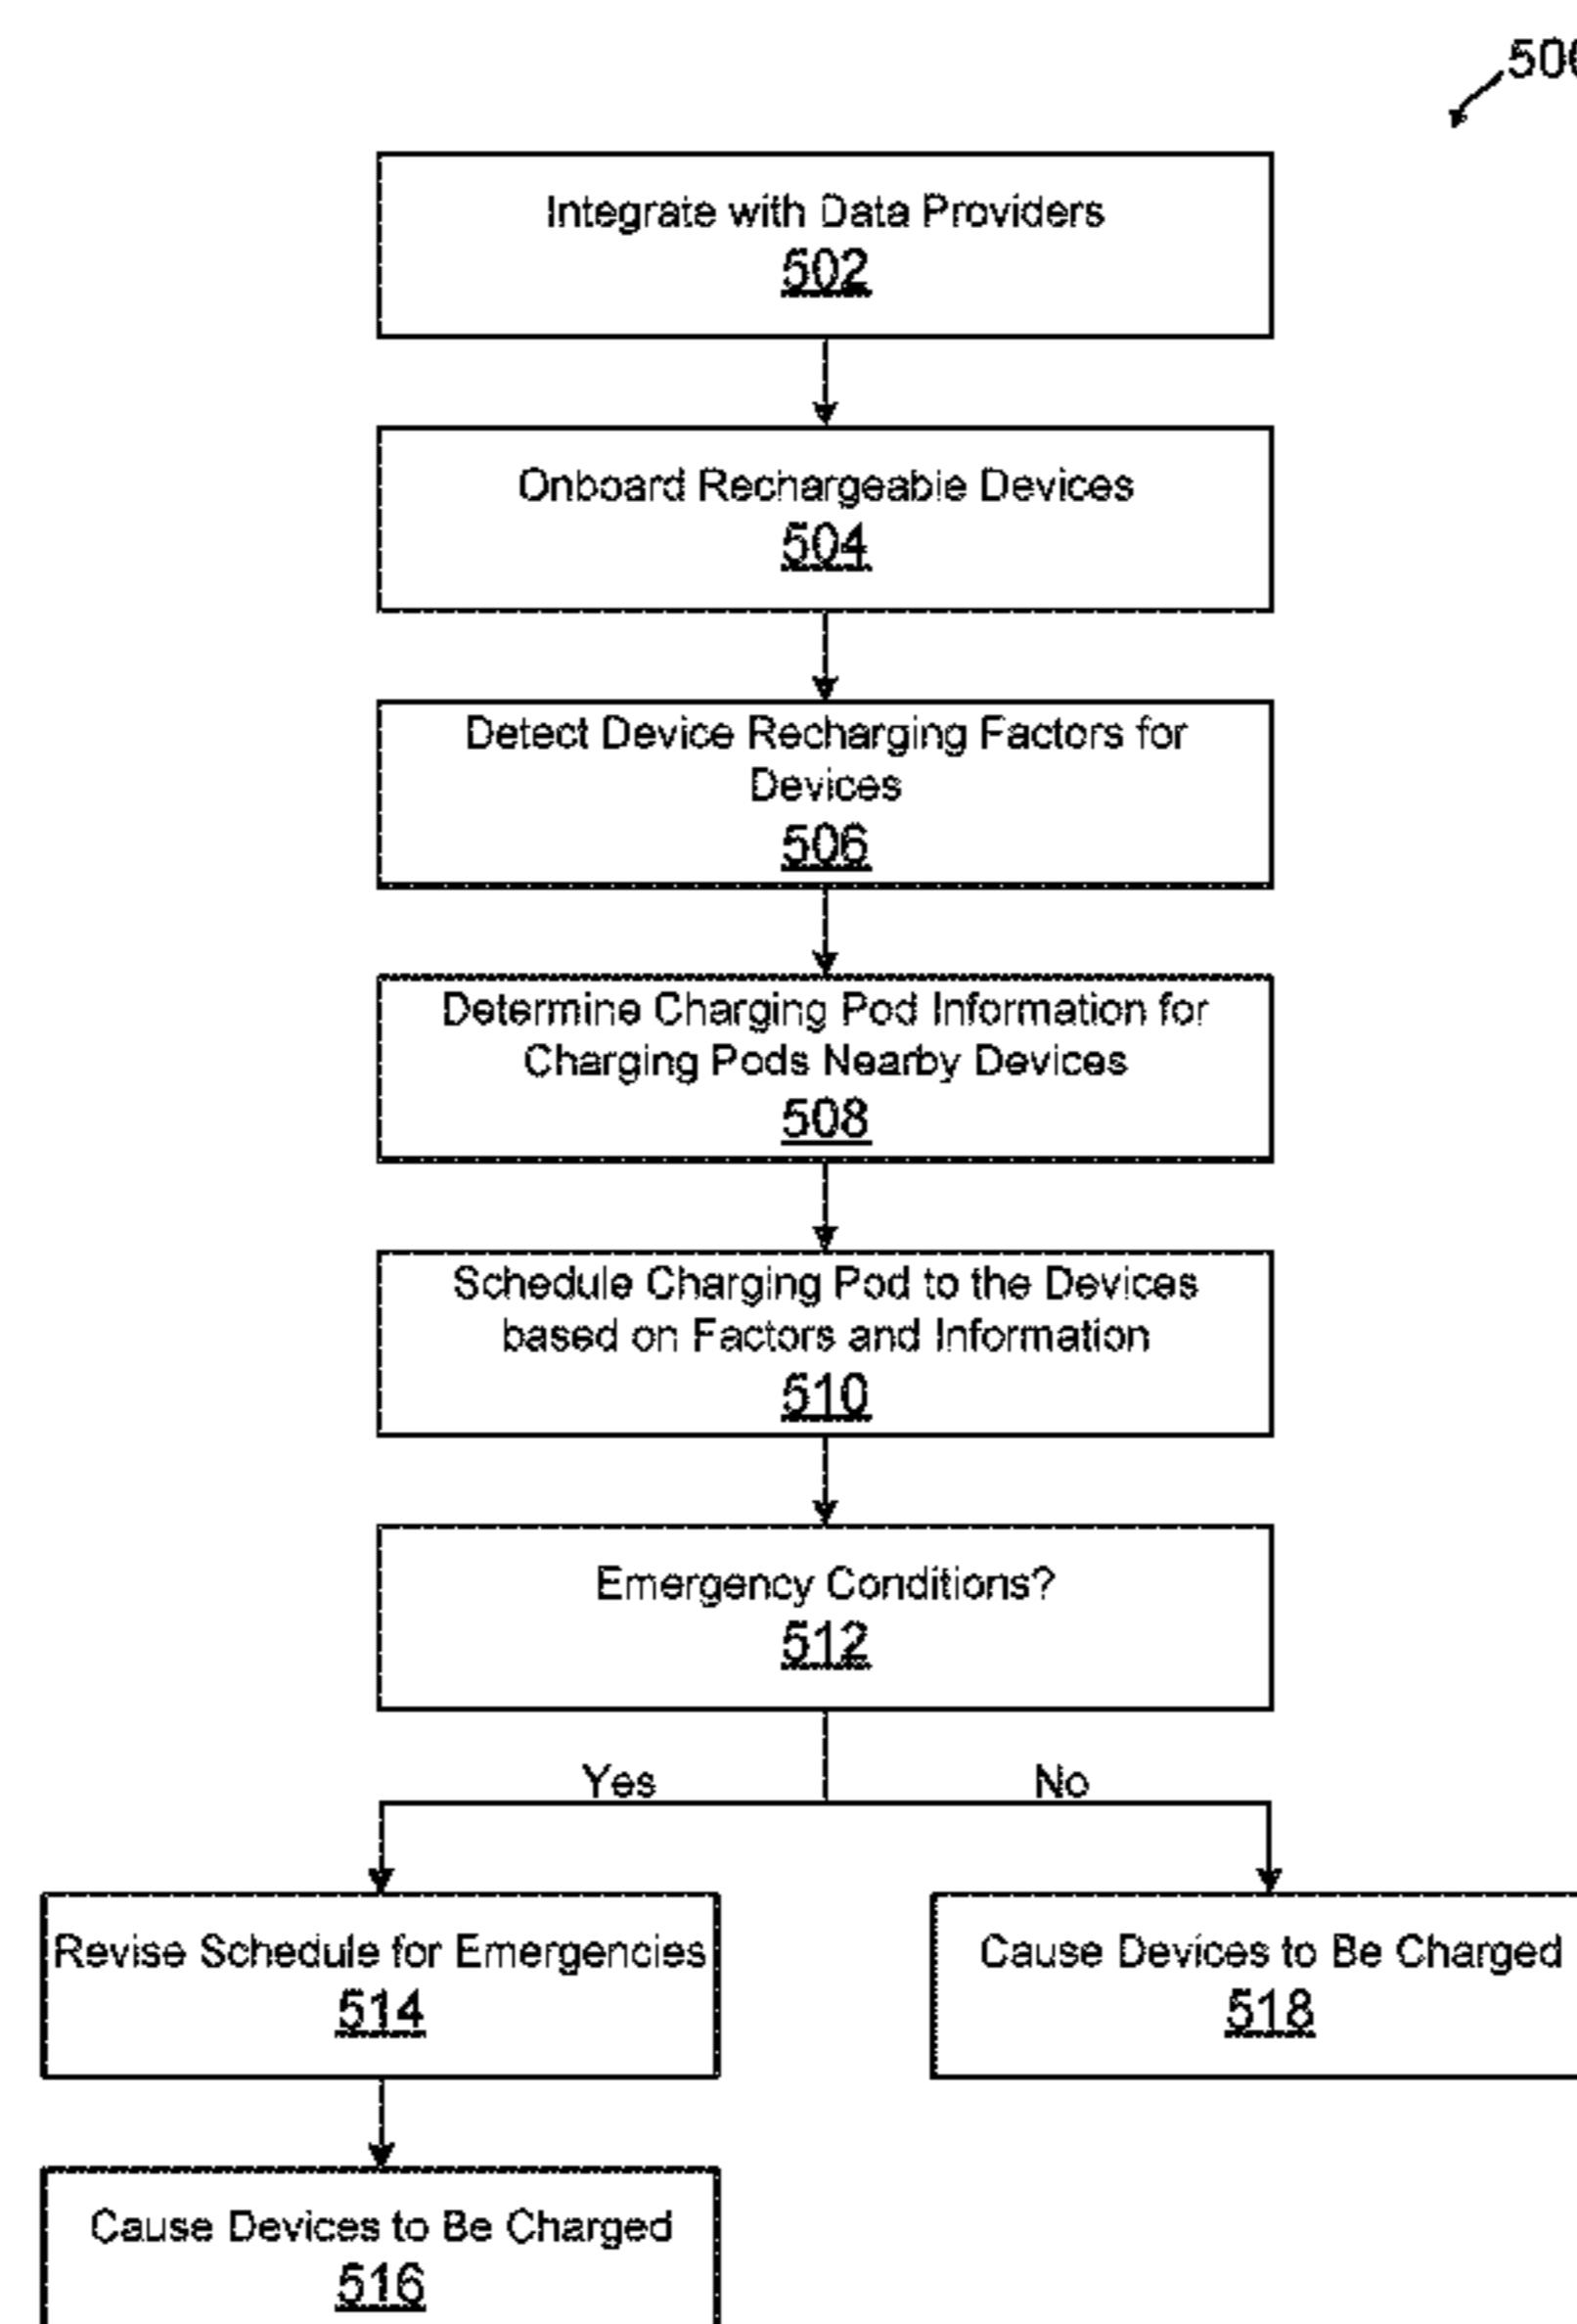 500
Integrate with Data Providers
502
Onboard Rechargeable Devices
504
Detect Device Recharging Factors for
Devices
506
Determine Charging Pod Information for
Charging Pods Nearby Devices
508
Schedule Charging Pod to the Devices
based on Factors and Information
510
Emergency Conditions?
512
Yes
No
Revise Schedule for Emergencies
514
Cause Devices to Be Charged
518
Cause Devices to Be Charged
516